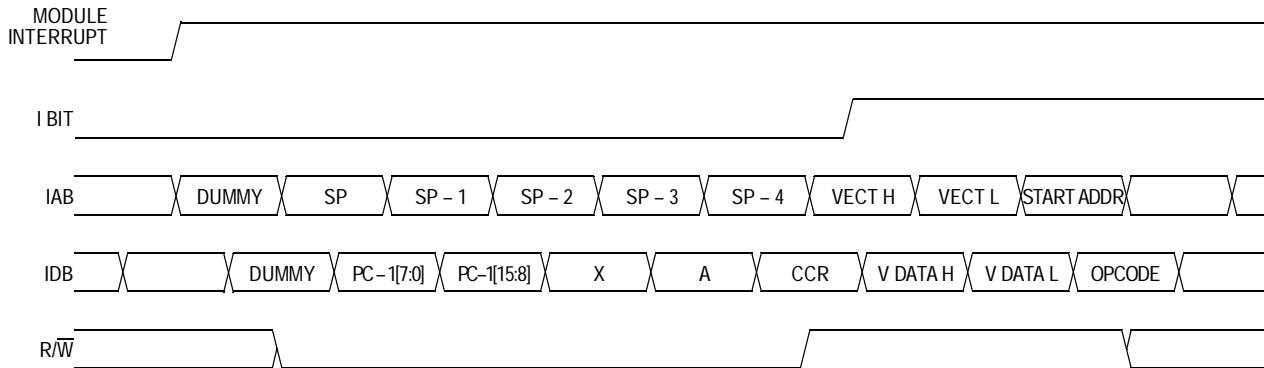 MODULE
INTERRUPT
I BIT
IAB DUMMY SP SP – 1 SP – 2 SP – 3 SP – 4 VECT H VECT L START ADDR
IDB DUMMY PC – 1[7:0] PC–1[15:8] X A CCR V DATA H V DATA L OPCODE
R/W̅